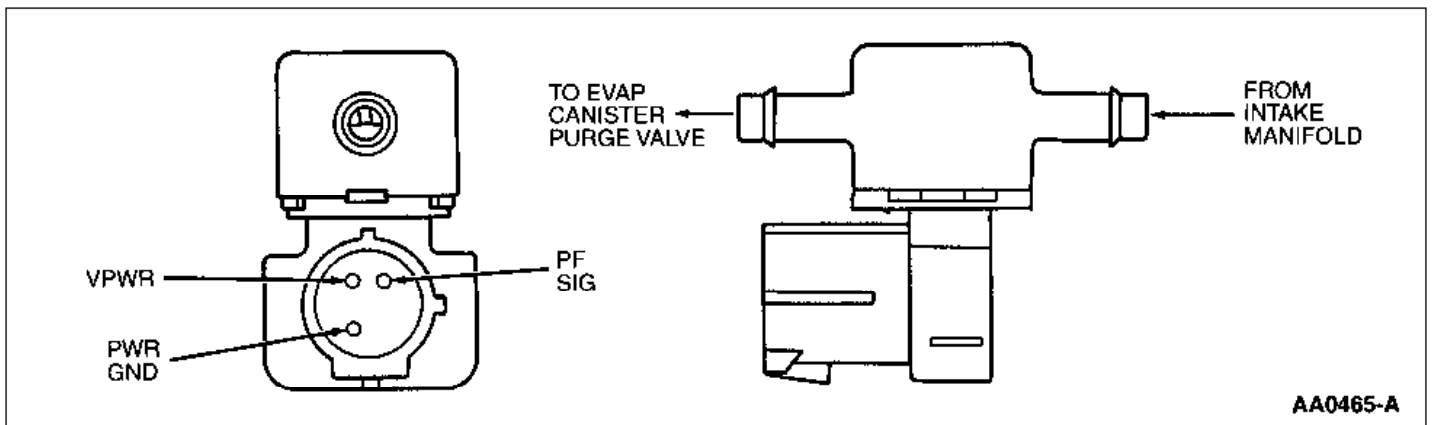 VPWR
PWR
GND
PF
SIG
TO EVAP
CANISTER
PURGE VALVE
FROM
INTAKE
MANIFOLD
AA0465-A